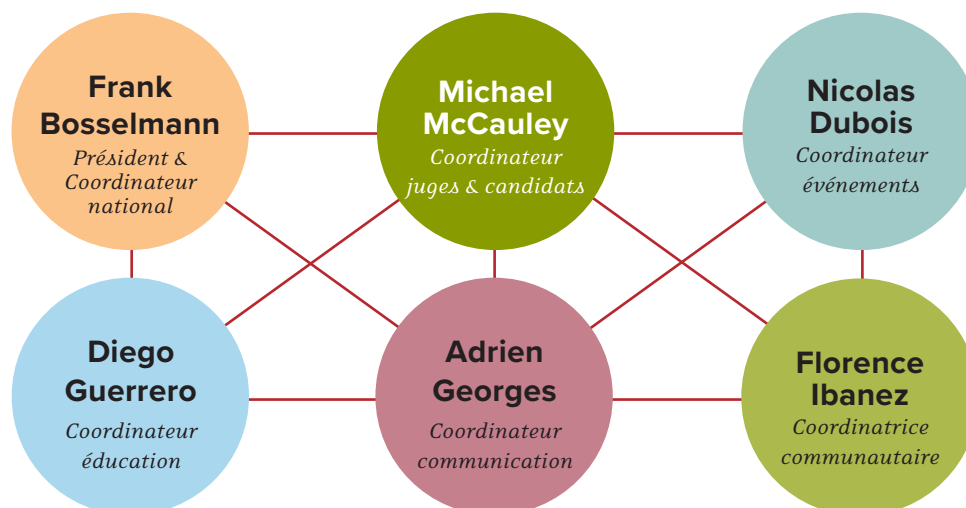 Frank
Bosselmann
Président &
Coordinateur
national
Michael
McCauley
Coordinateur
juges & candidats
Nicolas
Dubois
Coordinateur
événements
Diego
Guerrero
Coordinateur
éducation
Adrien
Georges
Coordinateur
communication
Florence
Ibanez
Coordinatrice
communautaire